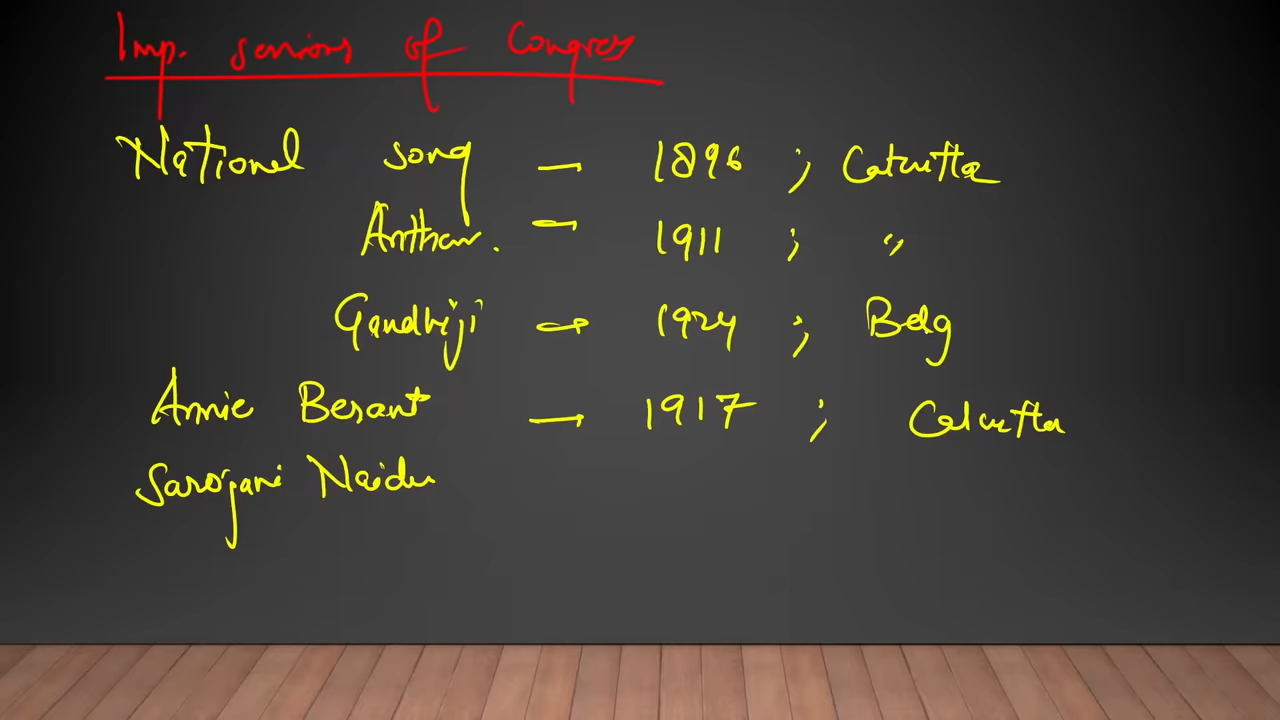 Imp. sessions of Congress
National song — 1896 ; Calcutta
Anthem. — 1911 ; "
Gandhiji → 1924 ; Belg
Annie Besant — 1917 ; Calcutta
Sarojani Naidu